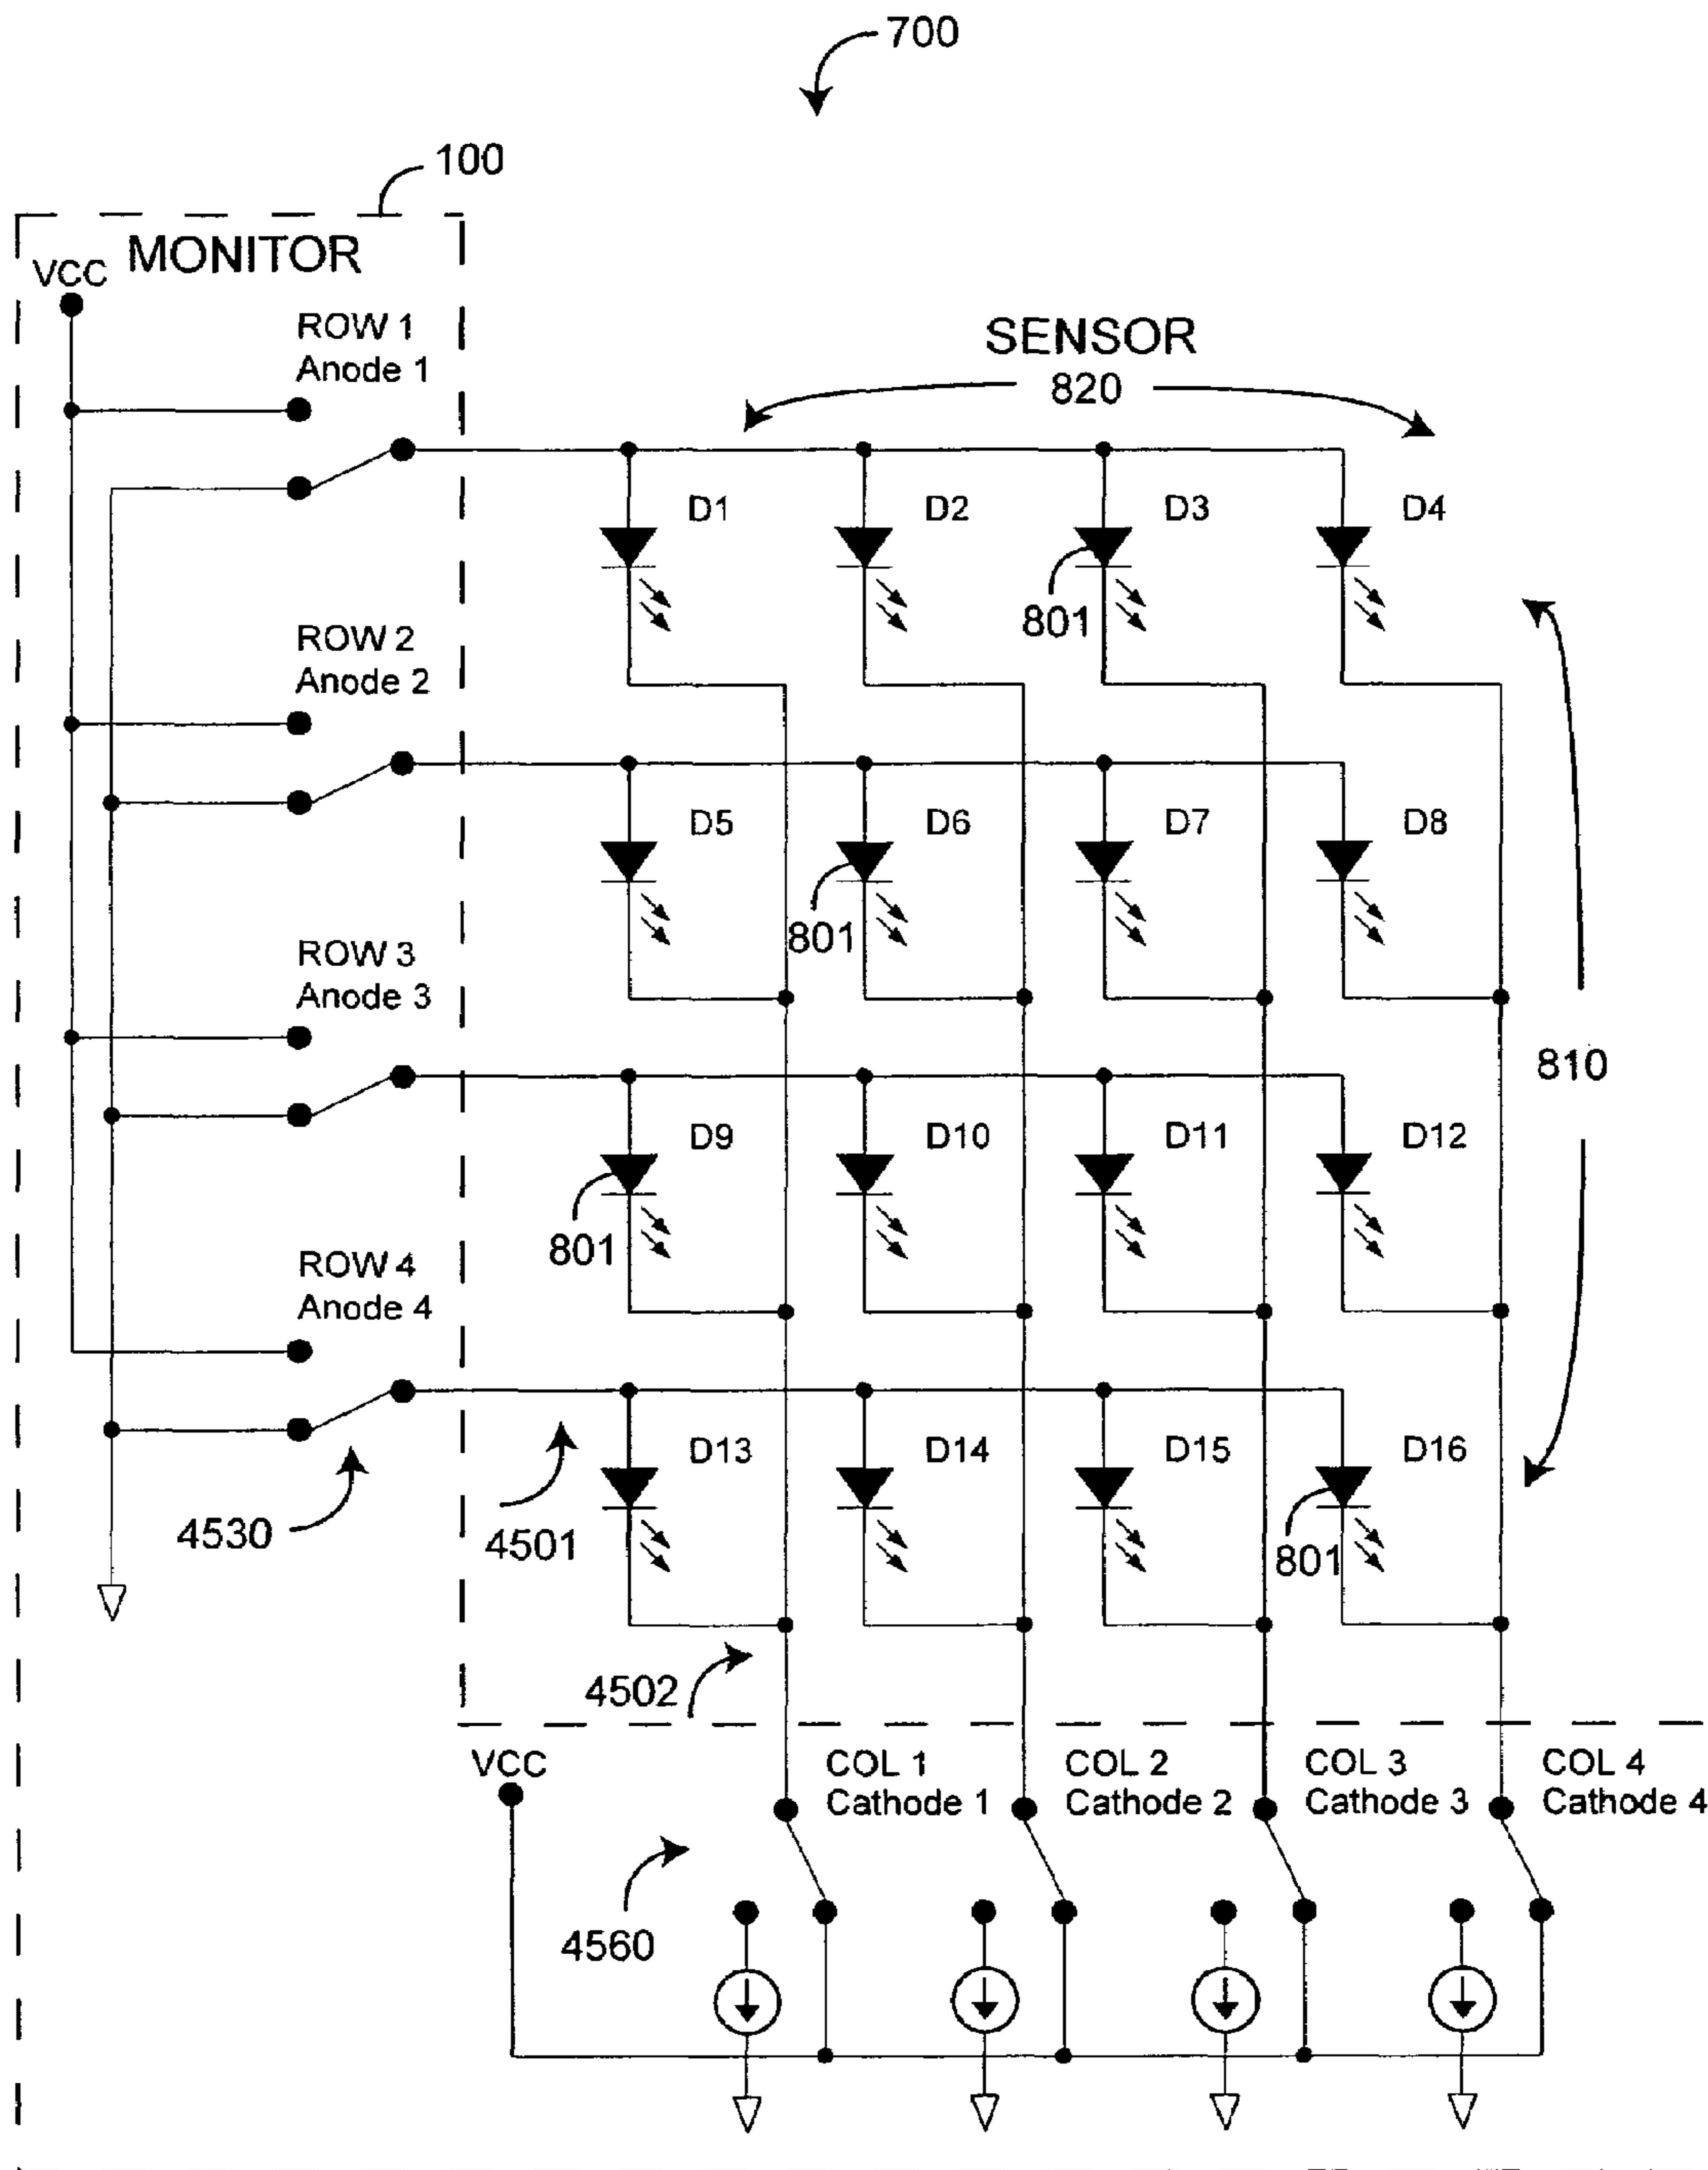 700
100
MONITOR
VCC
ROW 1
Anode 1
SENSOR
820
D1 D2 D3 D4
801
ROW 2
Anode 2
D5 D6 D7 D8
801
ROW 3
Anode 3
810
D9 D10 D11 D12
801
ROW 4
Anode 4
D13 D14 D15 D16
4530
4501
801
4502
VCC
COL 1
Cathode 1
COL 2
Cathode 2
COL 3
Cathode 3
COL 4
Cathode 4
4560